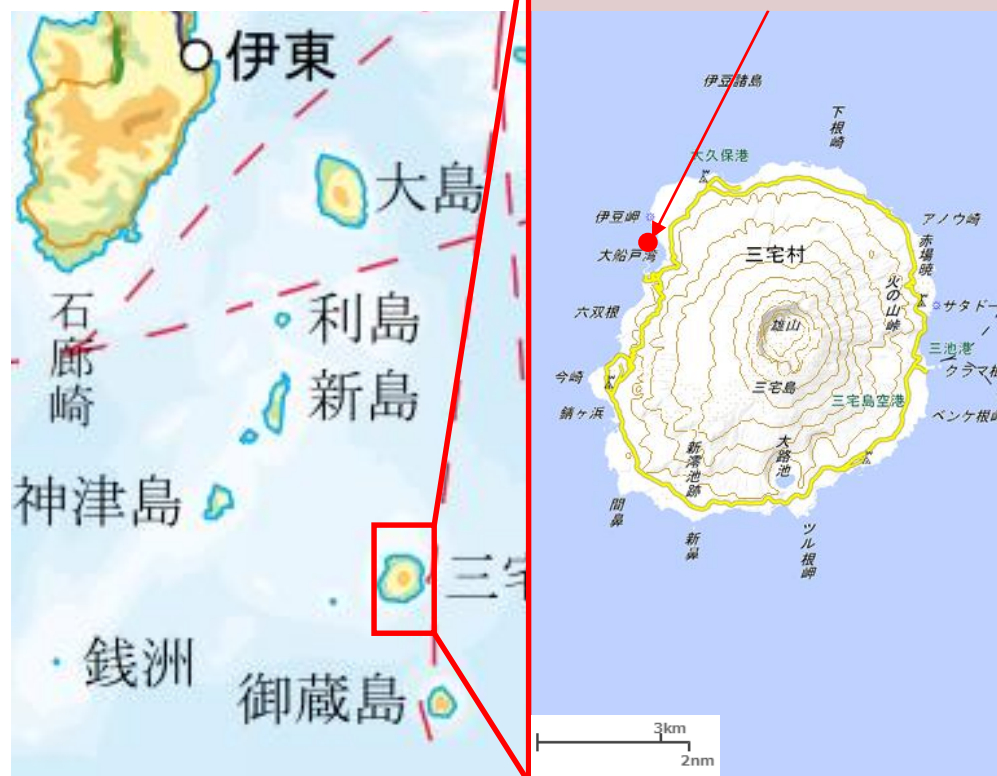 伊東
大島
石廊崎
利島
新島
神津島
三宅
銭洲
御蔵島
伊豆諸島
下根崎
大久保港
伊豆岬
アノウ崎
大船戸湾
三宅村
赤場暁
火の山峠
サタドー
六双根
雄山
三池港
クラマ根
今崎
三宅島
三宅島空港
錆ヶ浜
ベンケ根岬
大路池
新澪池跡
間鼻
新鼻
ツル根岬
3km
2nm